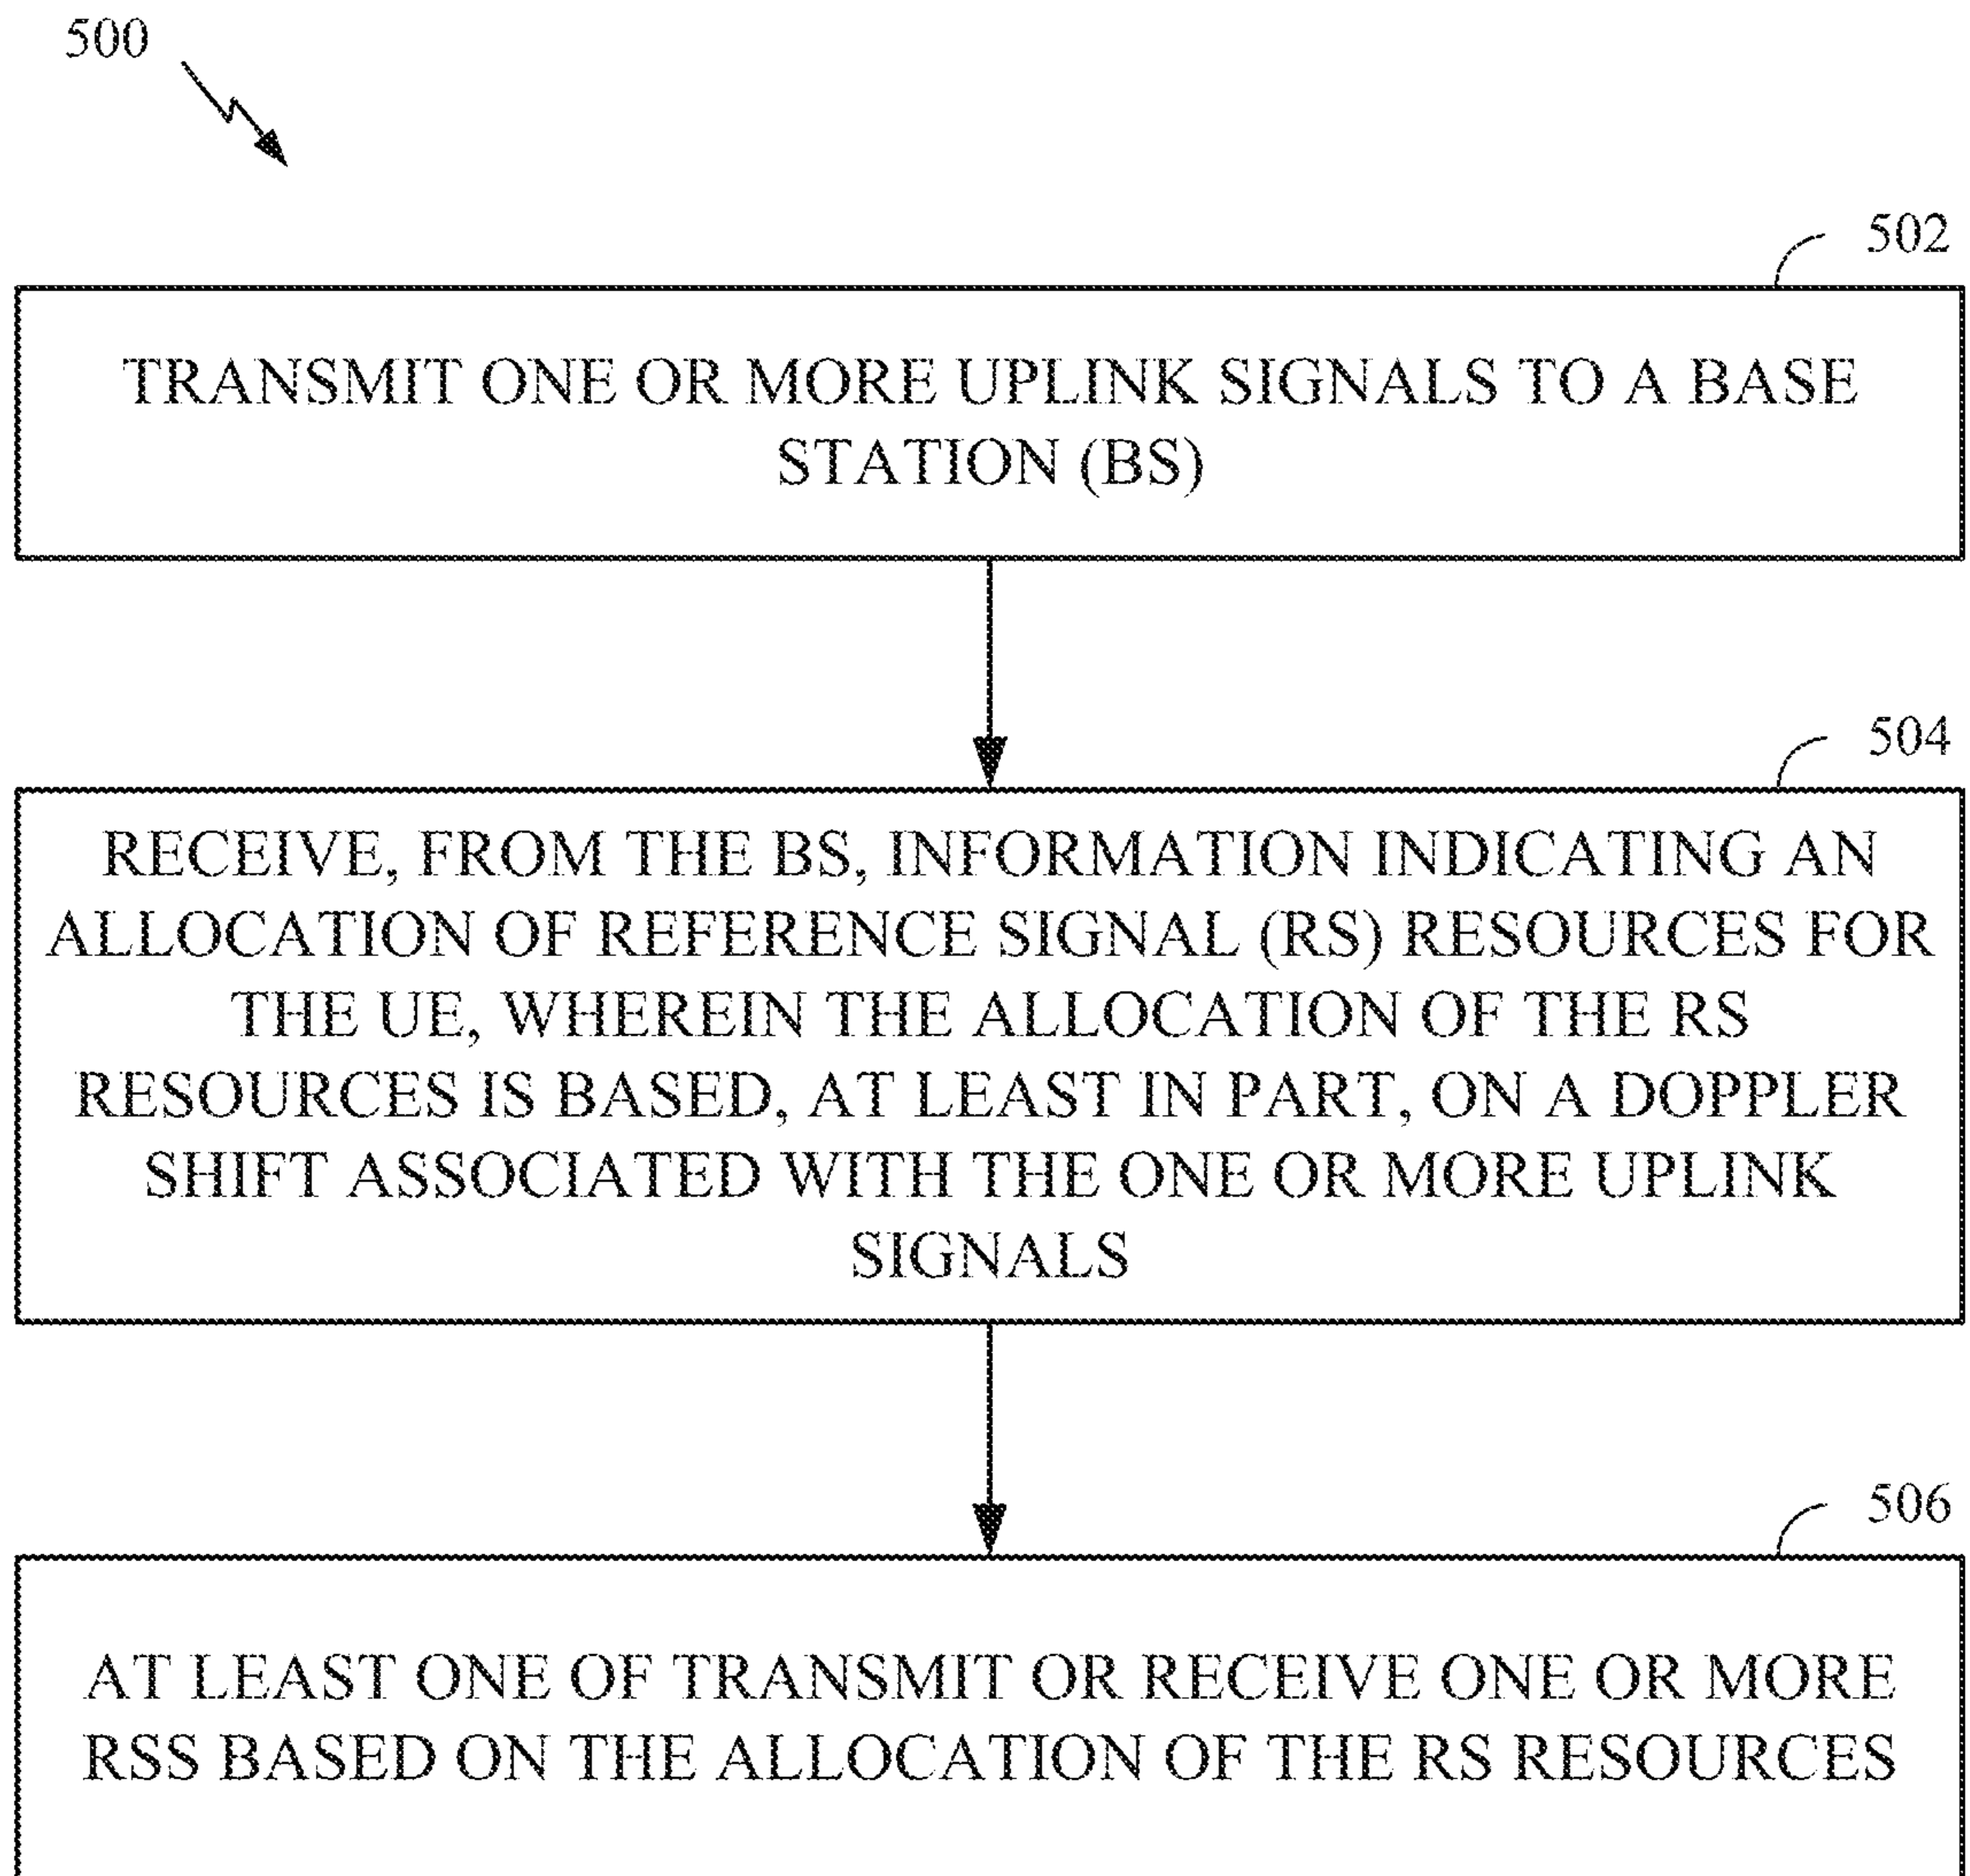 500
502
TRANSMIT ONE OR MORE UPLINK SIGNALS TO A BASE
STATION (BS)
504
RECEIVE, FROM THE BS, INFORMATION INDICATING AN
ALLOCATION OF REFERENCE SIGNAL (RS) RESOURCES FOR
THE UE, WHEREIN THE ALLOCATION OF THE RS
RESOURCES IS BASED, AT LEAST IN PART, ON A DOPPLER
SHIFT ASSOCIATED WITH THE ONE OR MORE UPLINK
SIGNALS
506
AT LEAST ONE OF TRANSMIT OR RECEIVE ONE OR MORE
RSS BASED ON THE ALLOCATION OF THE RS RESOURCES